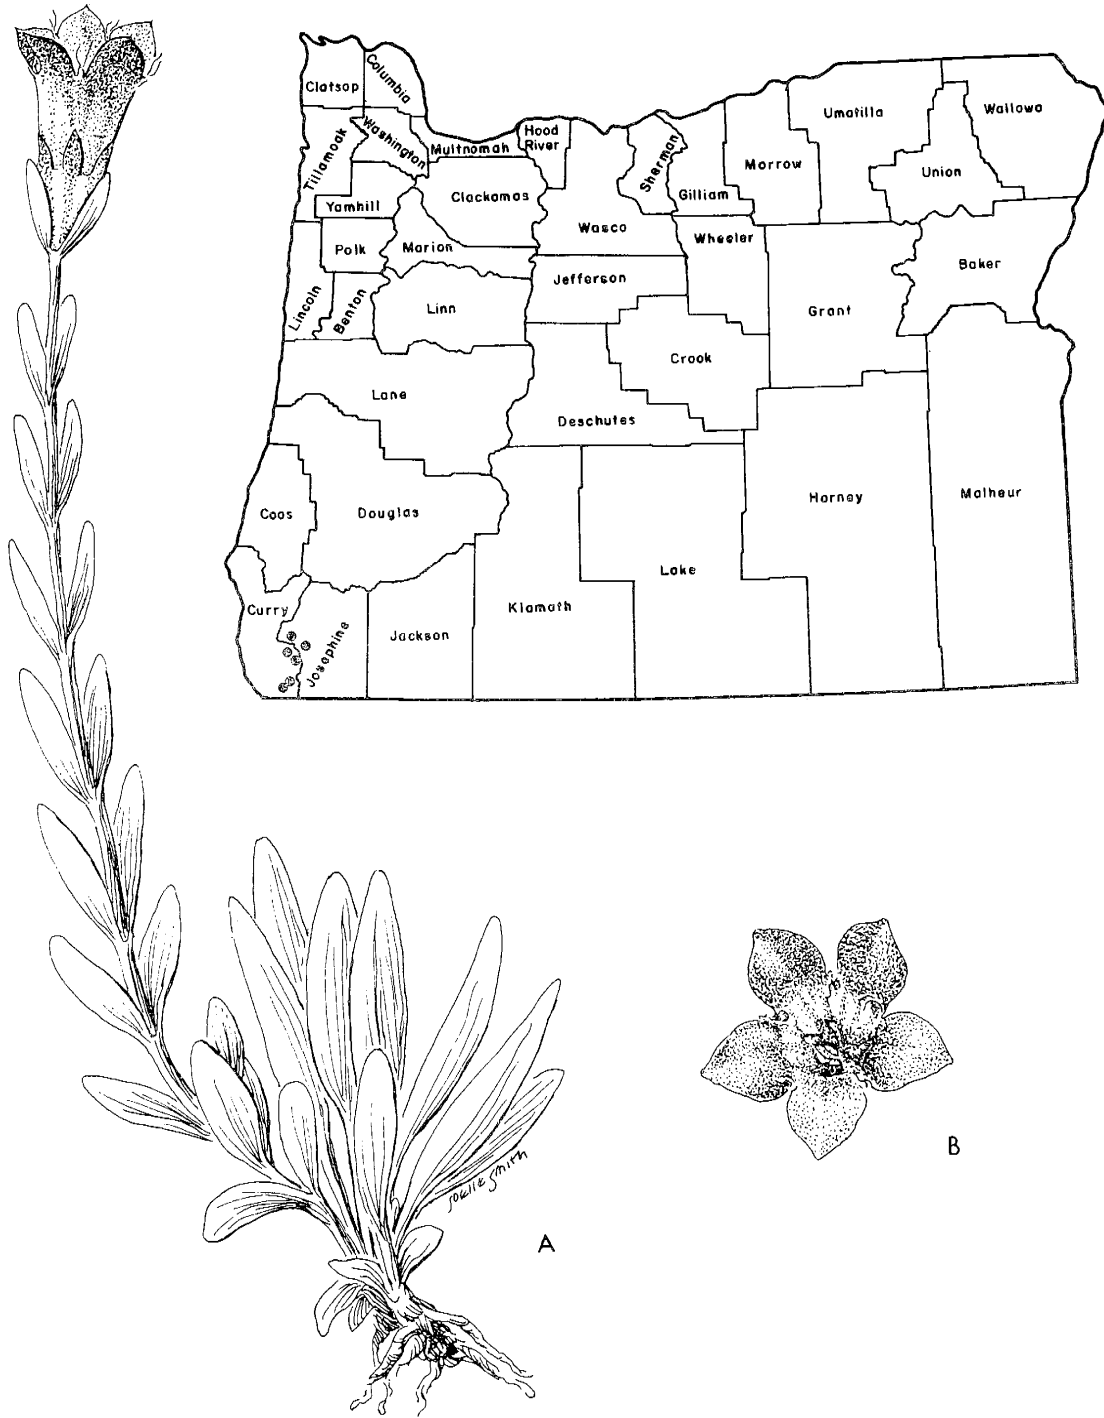 Clatsop
Columbia
Tillamook
Washington
Multnomah
Hood
River
Sherman
Gilliam
Morrow
Umatilla
Wallowa
Union
Yamhill
Clackamas
Wasco
Wheeler
Polk
Marion
Jefferson
Grant
Baker
Lincoln
Benton
Linn
Crook
Lane
Deschutes
Coos
Douglas
Harney
Malheur
Lake
Klamath
Curry
Josephine
Jackson
Smith
A
B